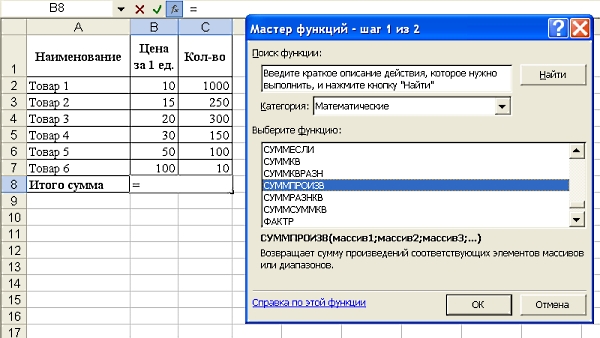 B8 =
A B C
Наименование Цена за 1 ед. Кол-во
1
2 Товар 1 10 1000
3 Товар 2 15 250
4 Товар 3 20 300
5 Товар 4 30 150
6 Товар 5 50 100
7 Товар 6 100 10
8 Итого сумма =
9
10
11
12
13
14
15
16
17
Мастер функций - шаг 1 из 2
Поиск функции:
Введите краткое описание действия, которое нужно
выполнить, и нажмите кнопку "Найти"
Найти
Категория: Математические
Выберите функцию:
СУММЕСЛИ
СУММКВ
СУММКВРАЗН
СУММПРОИЗВ
СУММРАЗНКВ
СУММСУММКВ
ФАКТР
СУММПРОИЗВ(массив1;массив2;массив3;...)
Возвращает сумму произведений соответствующих элементов массивов
или диапазонов.
Справка по этой функции
ОК
Отмена